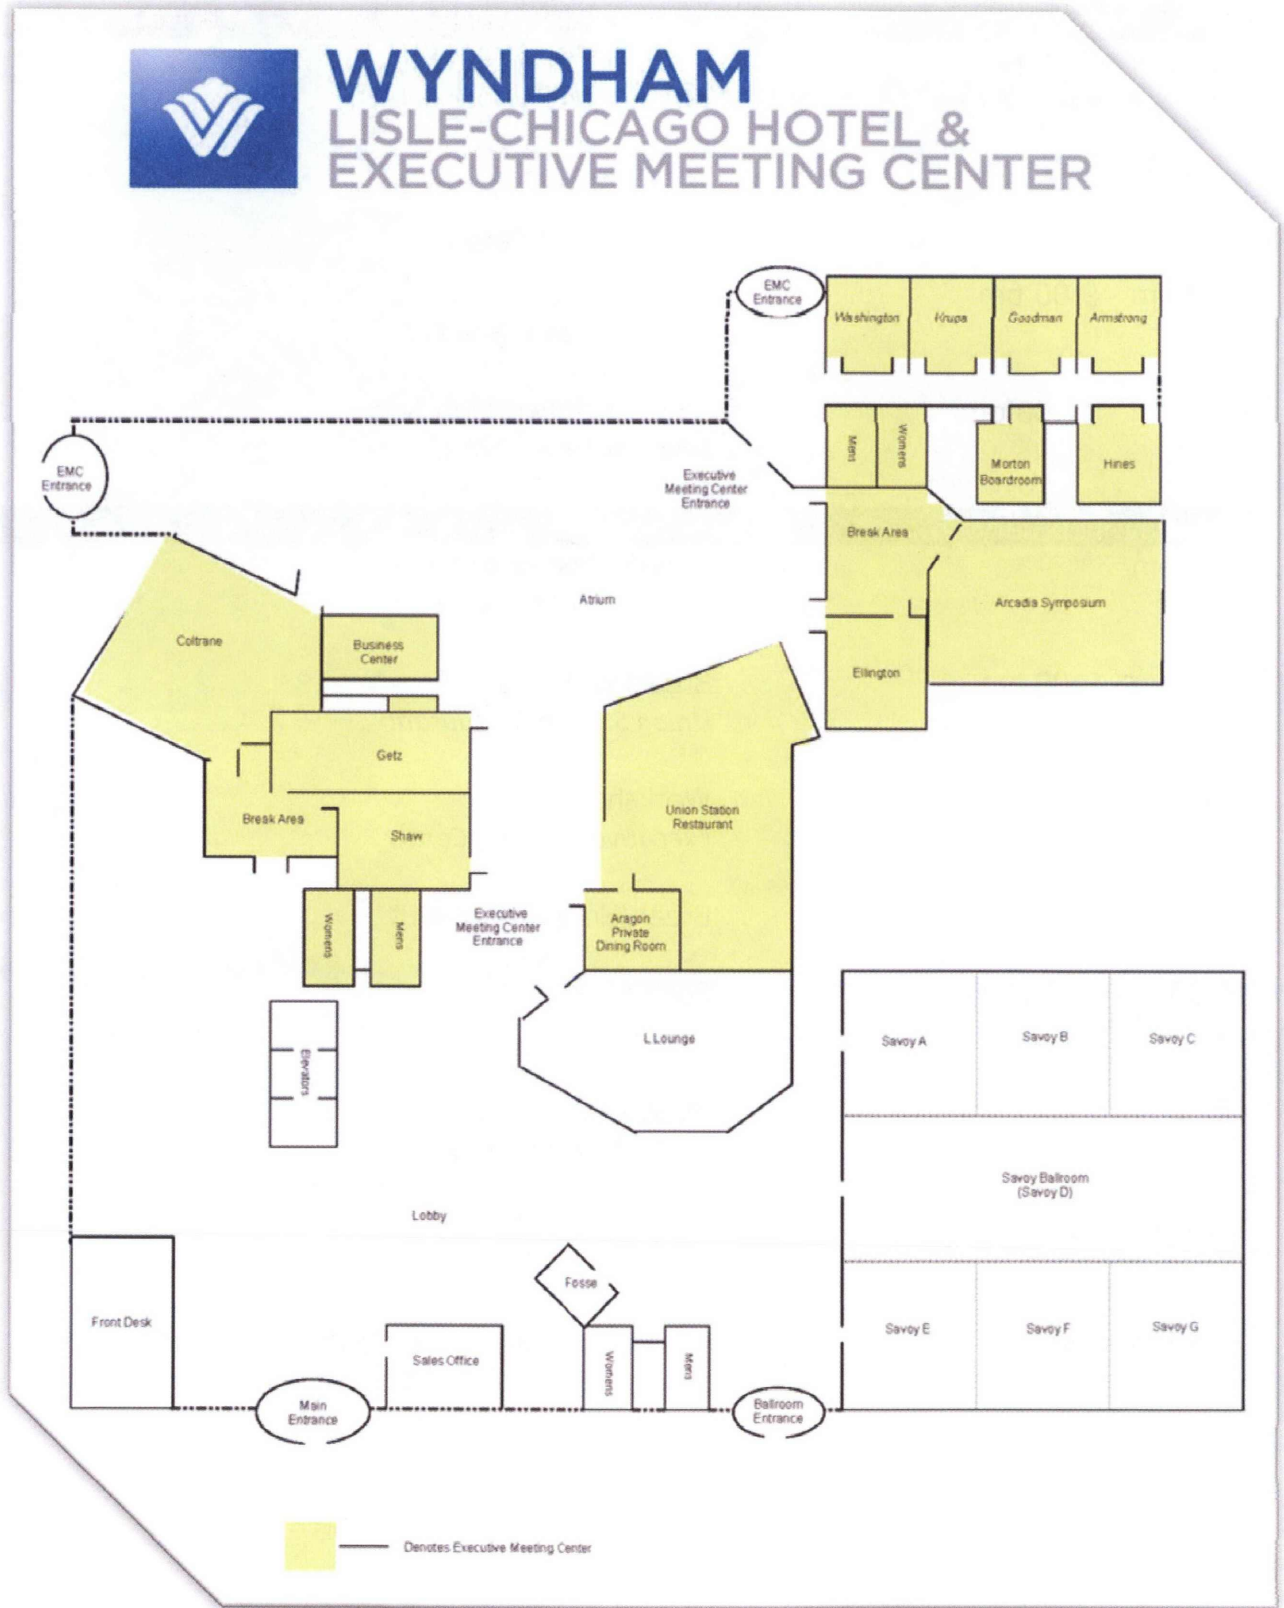 WYNDHAM
LISLE-CHICAGO HOTEL &
EXECUTIVE MEETING CENTER
EMC
Entrance
Washington
Krupa
Goodman
Armstrong
Mens
Womens
Morton
Boardroom
Hines
EMC
Entrance
Executive
Meeting Center
Entrance
Break Area
Atrium
Arcadia Symposium
Coltrane
Business
Center
Ellington
Getz
Union Station
Restaurant
Break Area
Shaw
Womens
Mens
Executive
Meeting Center
Entrance
Aragon
Private
Dining Room
Elevators
L Lounge
Savoy A
Savoy B
Savoy C
Savoy Ballroom
(Savoy D)
Lobby
Fosse
Front Desk
Sales Office
Womens
Mens
Savoy E
Savoy F
Savoy G
Main
Entrance
Ballroom
Entrance
Denotes Executive Meeting Center